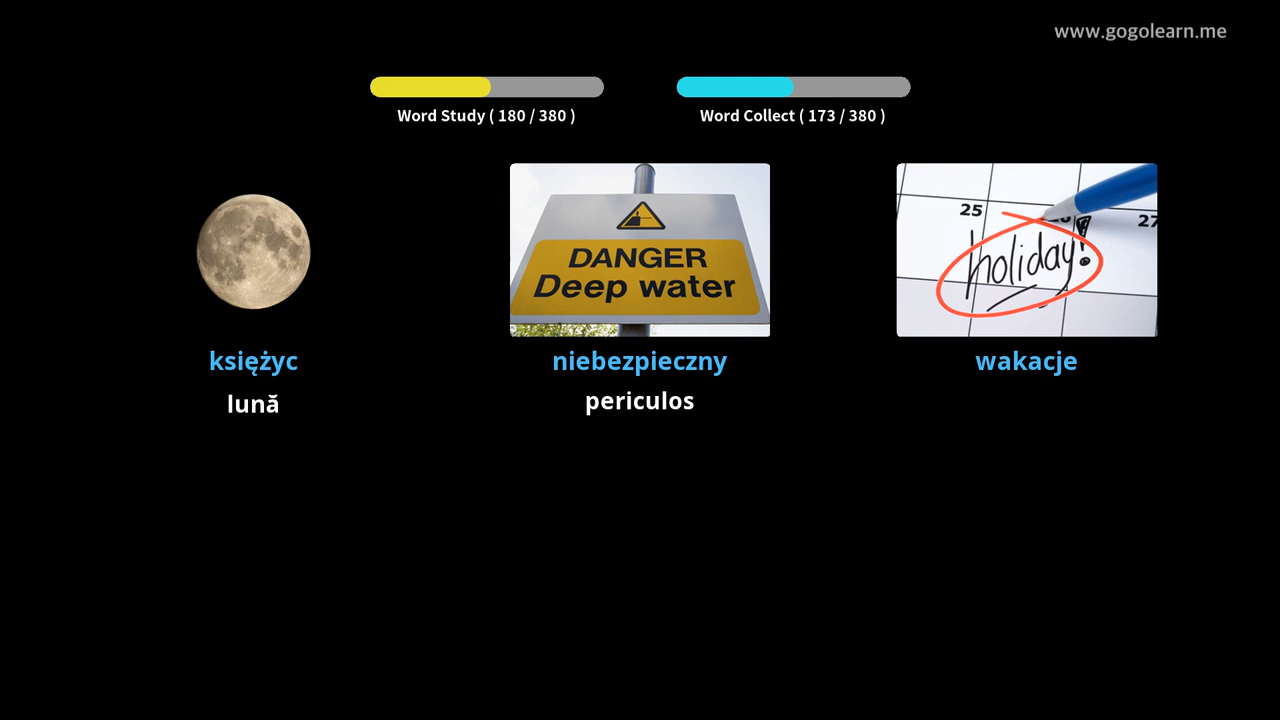 www.gogolearn.me
Word Study ( 180 / 380 )
Word Collect ( 173 / 380 )
DANGER
Deep water
25
27
holiday!
księżyc
niebezpieczny
wakacje
lună
periculos